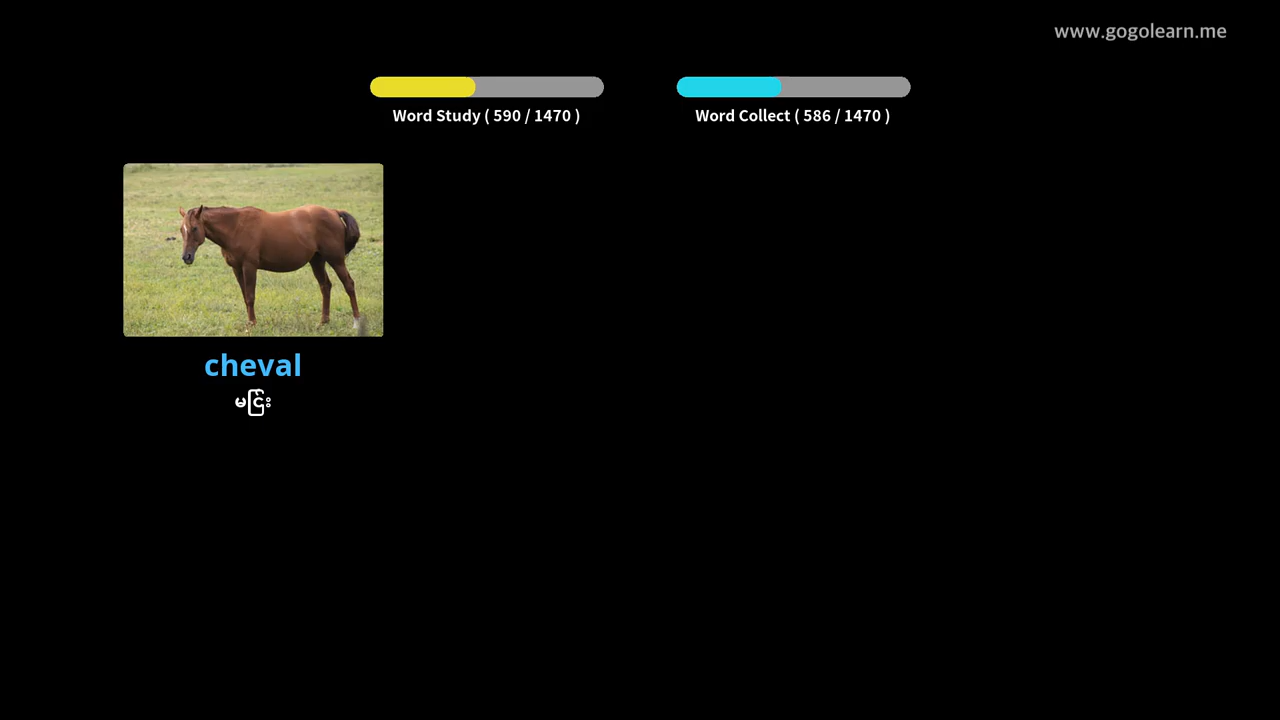 www.gogolearn.me
Word Study ( 590 / 1470 )
Word Collect ( 586 / 1470 )
cheval
မြင်း